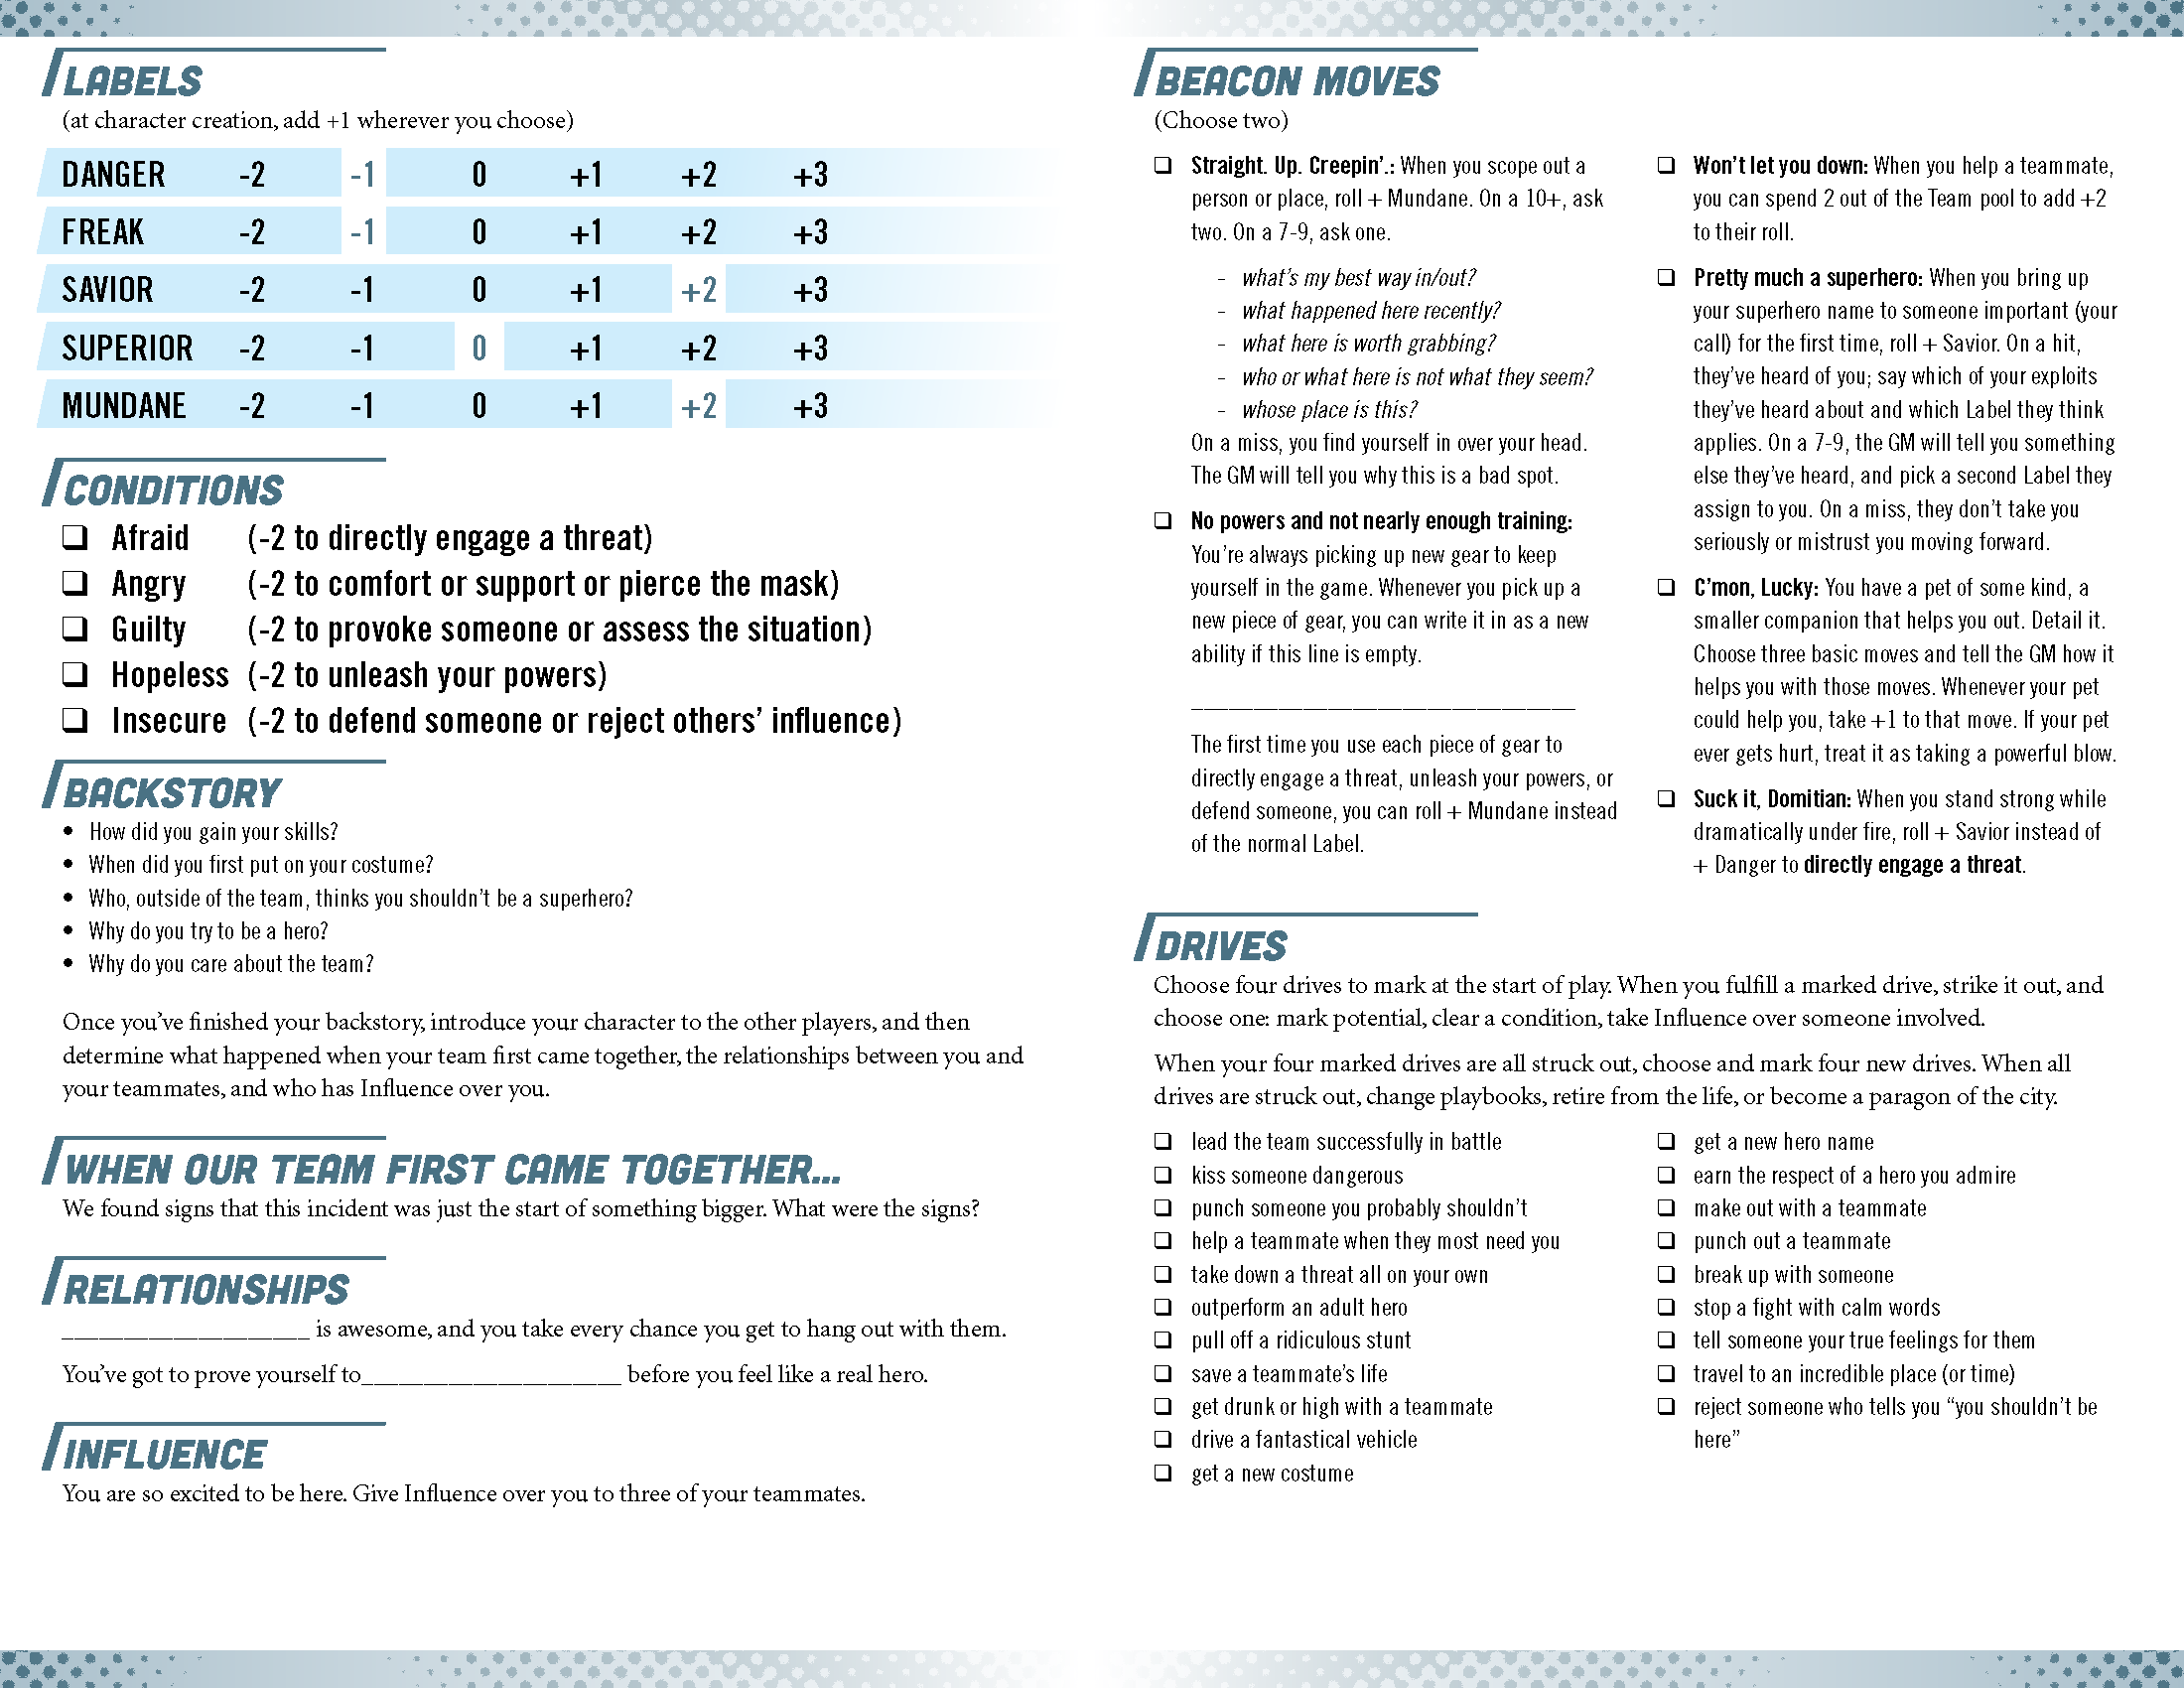 LABELS
(at character creation, add +1 wherever you choose)
DANGER -2 -1 0 +1 +2 +3
FREAK -2 -1 0 +1 +2 +3
SAVIOR -2 -1 0 +1 +2 +3
SUPERIOR -2 -1 0 +1 +2 +3
MUNDANE -2 -1 0 +1 +2 +3
CONDITIONS
❑ Afraid (-2 to directly engage a threat)
❑ Angry (-2 to comfort or support or pierce the mask)
❑ Guilty (-2 to provoke someone or assess the situation)
❑ Hopeless (-2 to unleash your powers)
❑ Insecure (-2 to defend someone or reject others’ influence)
BACKSTORY
• How did you gain your skills?
• When did you first put on your costume?
• Who, outside of the team, thinks you shouldn’t be a superhero?
• Why do you try to be a hero?
• Why do you care about the team?
Once you’ve finished your backstory, introduce your character to the other players, and then
determine what happened when your team first came together, the relationships between you and
your teammates, and who has Influence over you.
WHEN OUR TEAM FIRST CAME TOGETHER...
We found signs that this incident was just the start of something bigger. What were the signs?
RELATIONSHIPS
____________________ is awesome, and you take every chance you get to hang out with them.
You’ve got to prove yourself to_____________________ before you feel like a real hero.
INFLUENCE
You are so excited to be here. Give Influence over you to three of your teammates.
BEACON MOVES
(Choose two)
❑ Straight. Up. Creepin’.: When you scope out a
person or place, roll + Mundane. On a 10+, ask
two. On a 7-9, ask one.
- what’s my best way in/out?
- what happened here recently?
- what here is worth grabbing?
- who or what here is not what they seem?
- whose place is this?
On a miss, you find yourself in over your head.
The GM will tell you why this is a bad spot.
❑ No powers and not nearly enough training:
You’re always picking up new gear to keep
yourself in the game. Whenever you pick up a
new piece of gear, you can write it in as a new
ability if this line is empty.
_______________________________
The first time you use each piece of gear to
directly engage a threat, unleash your powers, or
defend someone, you can roll + Mundane instead
of the normal Label.
❑ Won’t let you down: When you help a teammate,
you can spend 2 out of the Team pool to add +2
to their roll.
❑ Pretty much a superhero: When you bring up
your superhero name to someone important (your
call) for the first time, roll + Savior. On a hit,
they’ve heard of you; say which of your exploits
they’ve heard about and which Label they think
applies. On a 7-9, the GM will tell you something
else they’ve heard, and pick a second Label they
assign to you. On a miss, they don’t take you
seriously or mistrust you moving forward.
❑ C’mon, Lucky: You have a pet of some kind, a
smaller companion that helps you out. Detail it.
Choose three basic moves and tell the GM how it
helps you with those moves. Whenever your pet
could help you, take +1 to that move. If your pet
ever gets hurt, treat it as taking a powerful blow.
❑ Suck it, Domitian: When you stand strong while
dramatically under fire, roll + Savior instead of
+ Danger to directly engage a threat.
DRIVES
Choose four drives to mark at the start of play. When you fulfill a marked drive, strike it out, and
choose one: mark potential, clear a condition, take Influence over someone involved.
When your four marked drives are all struck out, choose and mark four new drives. When all
drives are struck out, change playbooks, retire from the life, or become a paragon of the city.
❑ lead the team successfully in battle
❑ kiss someone dangerous
❑ punch someone you probably shouldn’t
❑ help a teammate when they most need you
❑ take down a threat all on your own
❑ outperform an adult hero
❑ pull off a ridiculous stunt
❑ save a teammate’s life
❑ get drunk or high with a teammate
❑ drive a fantastical vehicle
❑ get a new costume
❑ get a new hero name
❑ earn the respect of a hero you admire
❑ make out with a teammate
❑ punch out a teammate
❑ break up with someone
❑ stop a fight with calm words
❑ tell someone your true feelings for them
❑ travel to an incredible place (or time)
❑ reject someone who tells you “you shouldn’t be
here”